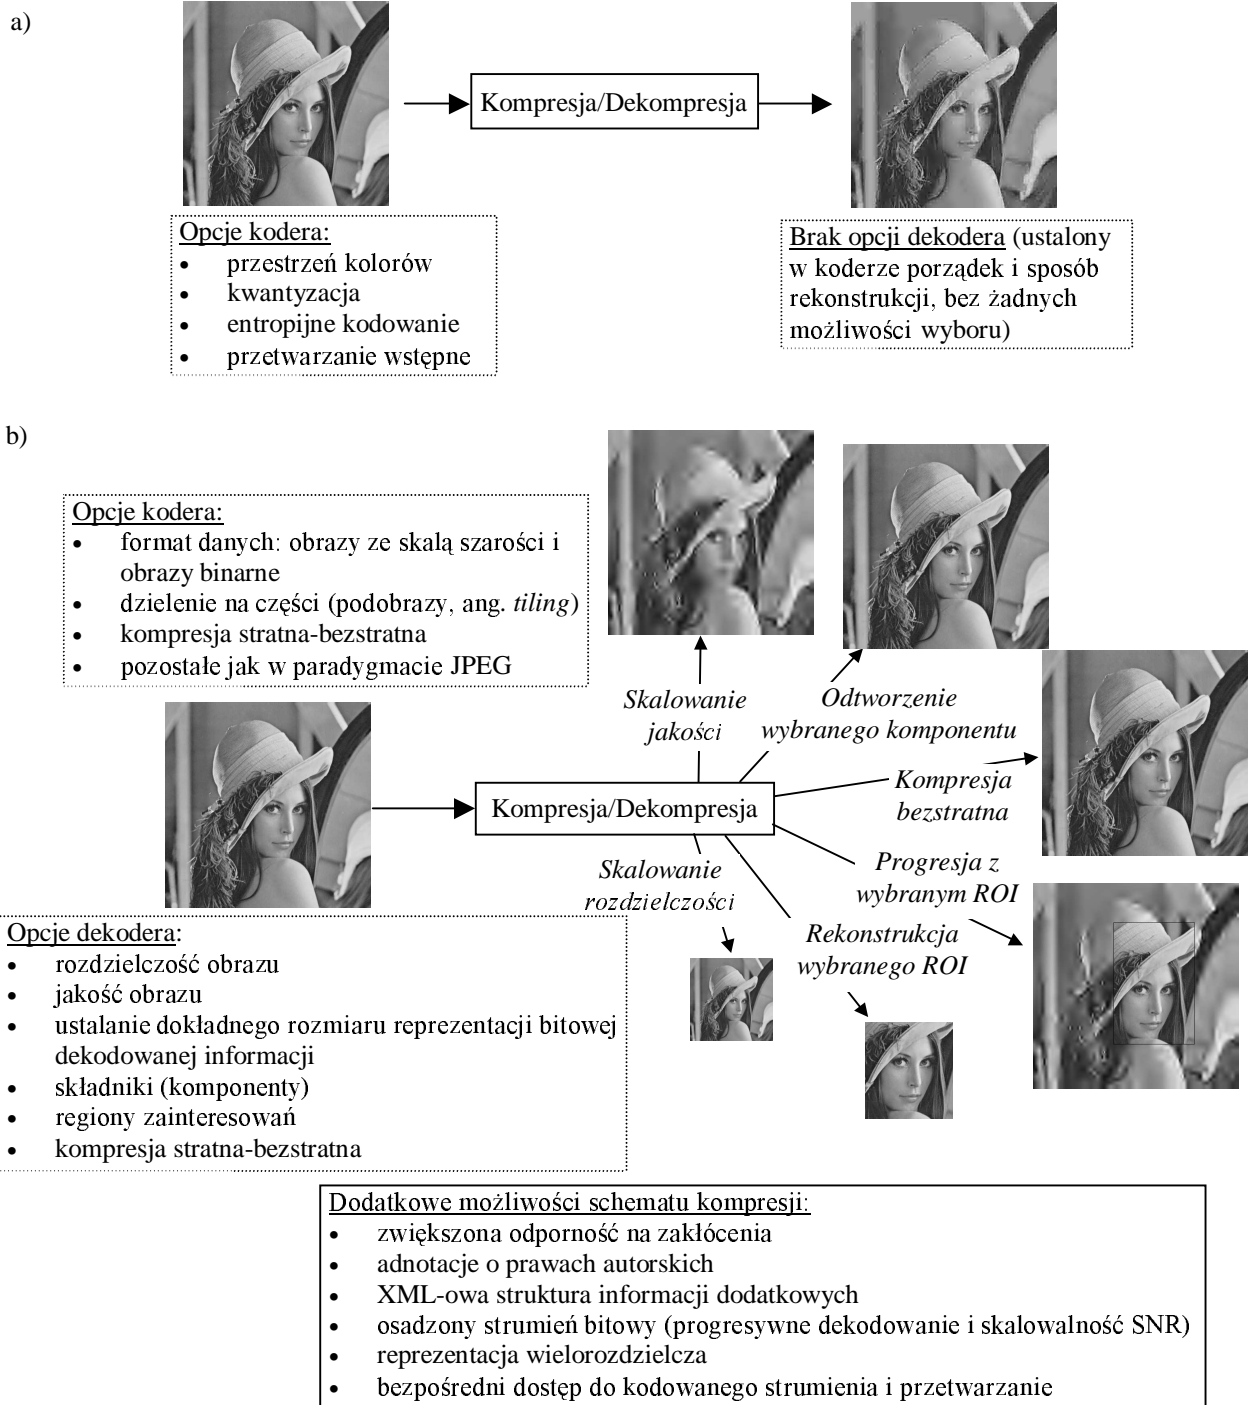 a)
Kompresja/Dekompresja
Opcje kodera:
• przestrzeń kolorów
• kwantyzacja
• entropijne kodowanie
• przetwarzanie wstępne
Brak opcji dekodera (ustalony
w koderze porządek i sposób
rekonstrukcji, bez żadnych
możliwości wyboru)
b)
Opcje kodera:
• format danych: obrazy ze skalą szarości i
obrazy binarne
• dzielenie na części (podobrazy, ang. tiling)
• kompresja stratna-bezstratna
• pozostałe jak w paradygmacie JPEG
Skalowanie
jakości
Odtworzenie
wybranego komponentu
Kompresja
bezstratna
Kompresja/Dekompresja
Skalowanie
rozdzielczości
Progresja z
wybranym ROI
Rekonstrukcja
wybranego ROI
Opcje dekodera:
• rozdzielczość obrazu
• jakość obrazu
• ustalanie dokładnego rozmiaru reprezentacji bitowej
dekodowanej informacji
• składniki (komponenty)
• regiony zainteresowań
• kompresja stratna-bezstratna
Dodatkowe możliwości schematu kompresji:
• zwiększona odporność na zakłócenia
• adnotacje o prawach autorskich
• XML-owa struktura informacji dodatkowych
• osadzony strumień bitowy (progresywne dekodowanie i skalowalność SNR)
• reprezentacja wielorozdzielcza
• bezpośredni dostęp do kodowanego strumienia i przetwarzanie